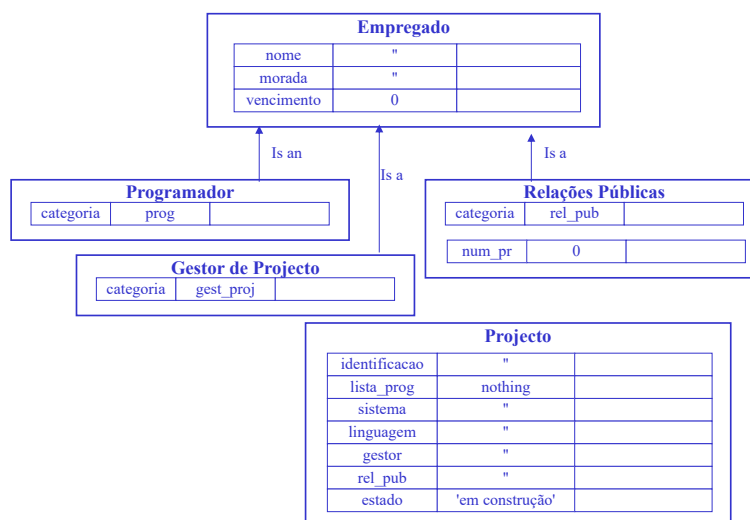 Empregado
nome "
morada "
vencimento 0
Is an
Is a
Is a
Programador
categoria prog
Relações Públicas
categoria rel_pub
num_pr 0
Gestor de Projecto
categoria gest_proj
Projecto
identificacao "
lista_prog nothing
sistema "
linguagem "
gestor "
rel_pub "
estado 'em construção'